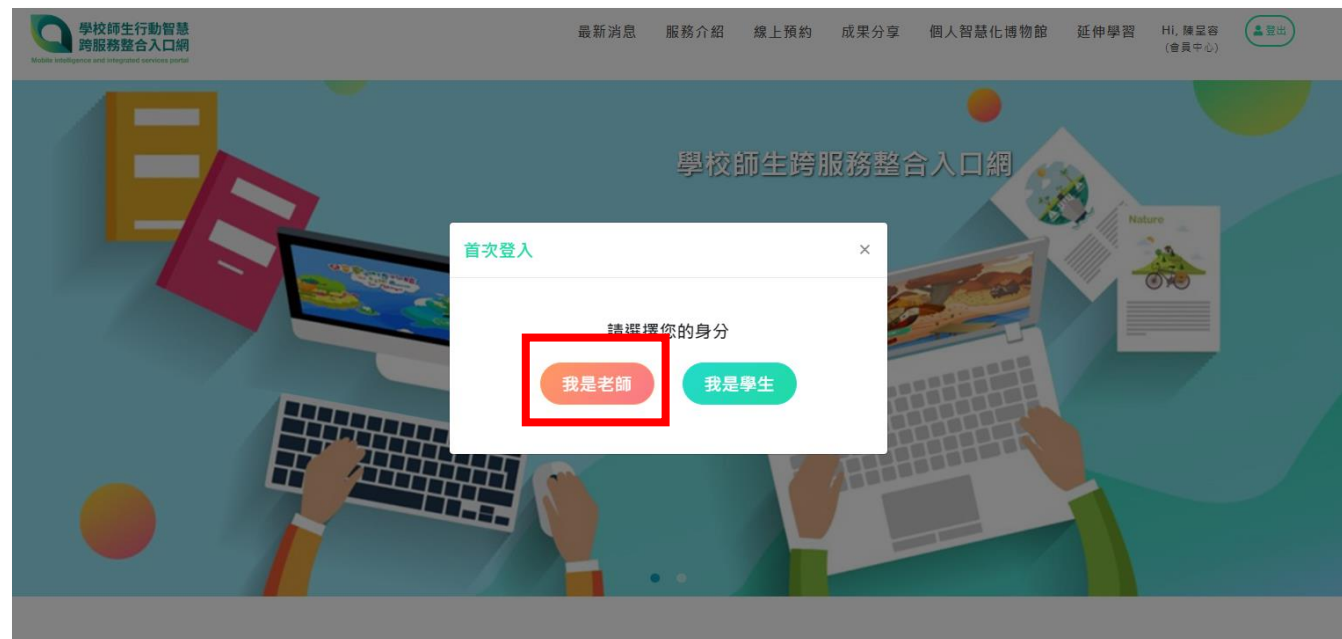 學校師生行動智慧
跨服務整合入口網
Mobile intelligence and integrated services portal
最新消息 服務介紹 線上預約 成果分享 個人智慧化博物館 延伸學習 Hi, 陳呈容 登出
(會員中心)
學校師生跨服務整合入口網
Nature
首次登入 ×
請選擇您的身分
我是老師 我是學生